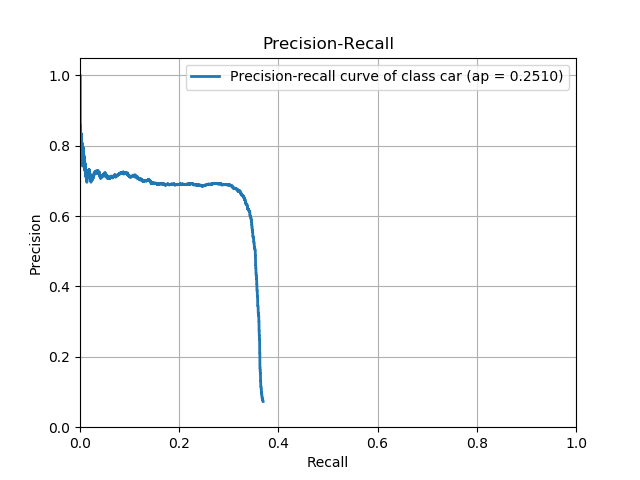 Precision-Recall
Precision-recall curve of class car (ap = 0.2510)
1.0
0.8
0.6
0.4
0.2
0.0
Precision
0.0 0.2 0.4 0.6 0.8 1.0
Recall